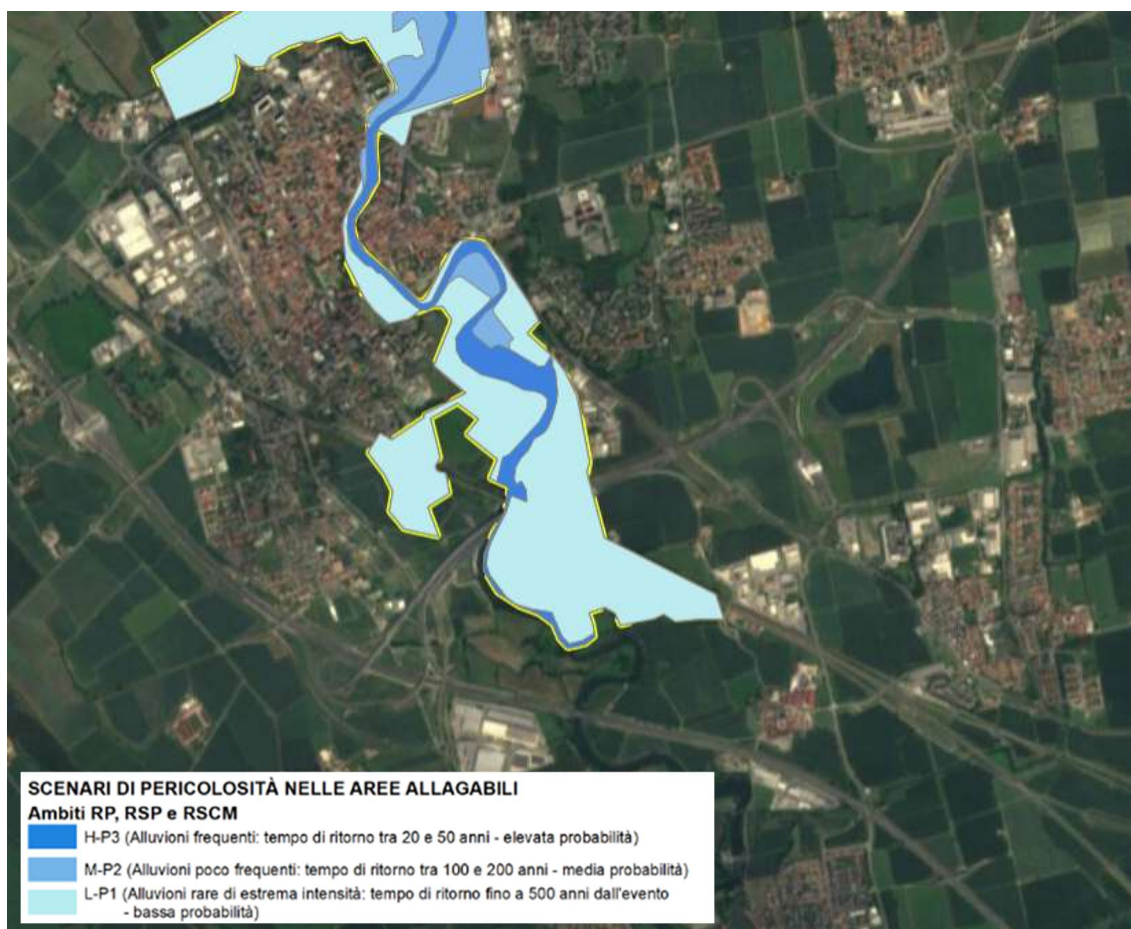 SCENARI DI PERICOLOSITÀ NELLE AREE ALLAGABILI
Ambiti RP, RSP e RSCM
H-P3 (Alluvioni frequenti: tempo di ritorno tra 20 e 50 anni - elevata probabilità)
M-P2 (Alluvioni poco frequenti: tempo di ritorno tra 100 e 200 anni - media probabilità)
L-P1 (Alluvioni rare di estrema intensità: tempo di ritorno fino a 500 anni dall'evento
- bassa probabilità)